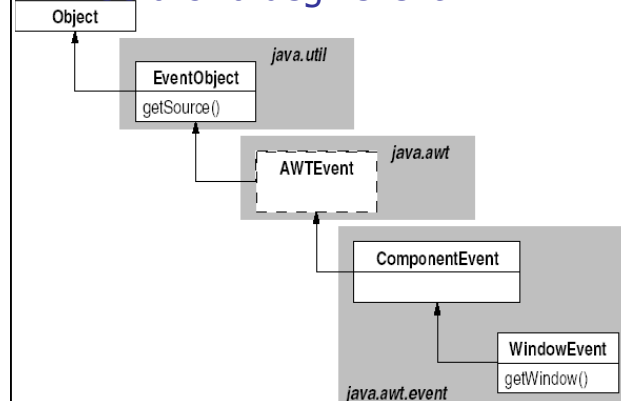 Object
java.util
EventObject
getSource()
java.awt
AWTEvent
ComponentEvent
WindowEvent
getWindow()
java.awt.event